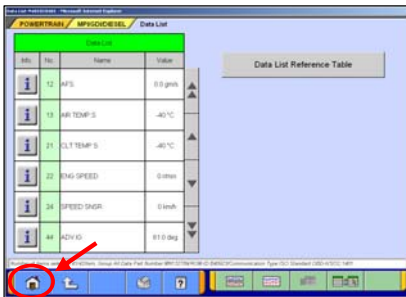 POWERTRAIN
MPI/GDI/DIESEL
Data List
Data List
Info.
No.
Name
Value
Data List Reference Table
12 AFS 0.0 gm/s
13 AIR TEMP.S -40 °C
21 CLT TEMP.S -40 °C
22 ENG SPEED 0 r/min
24 SPEED SNSR 0 km/h
44 ADV IG 61.0 deg